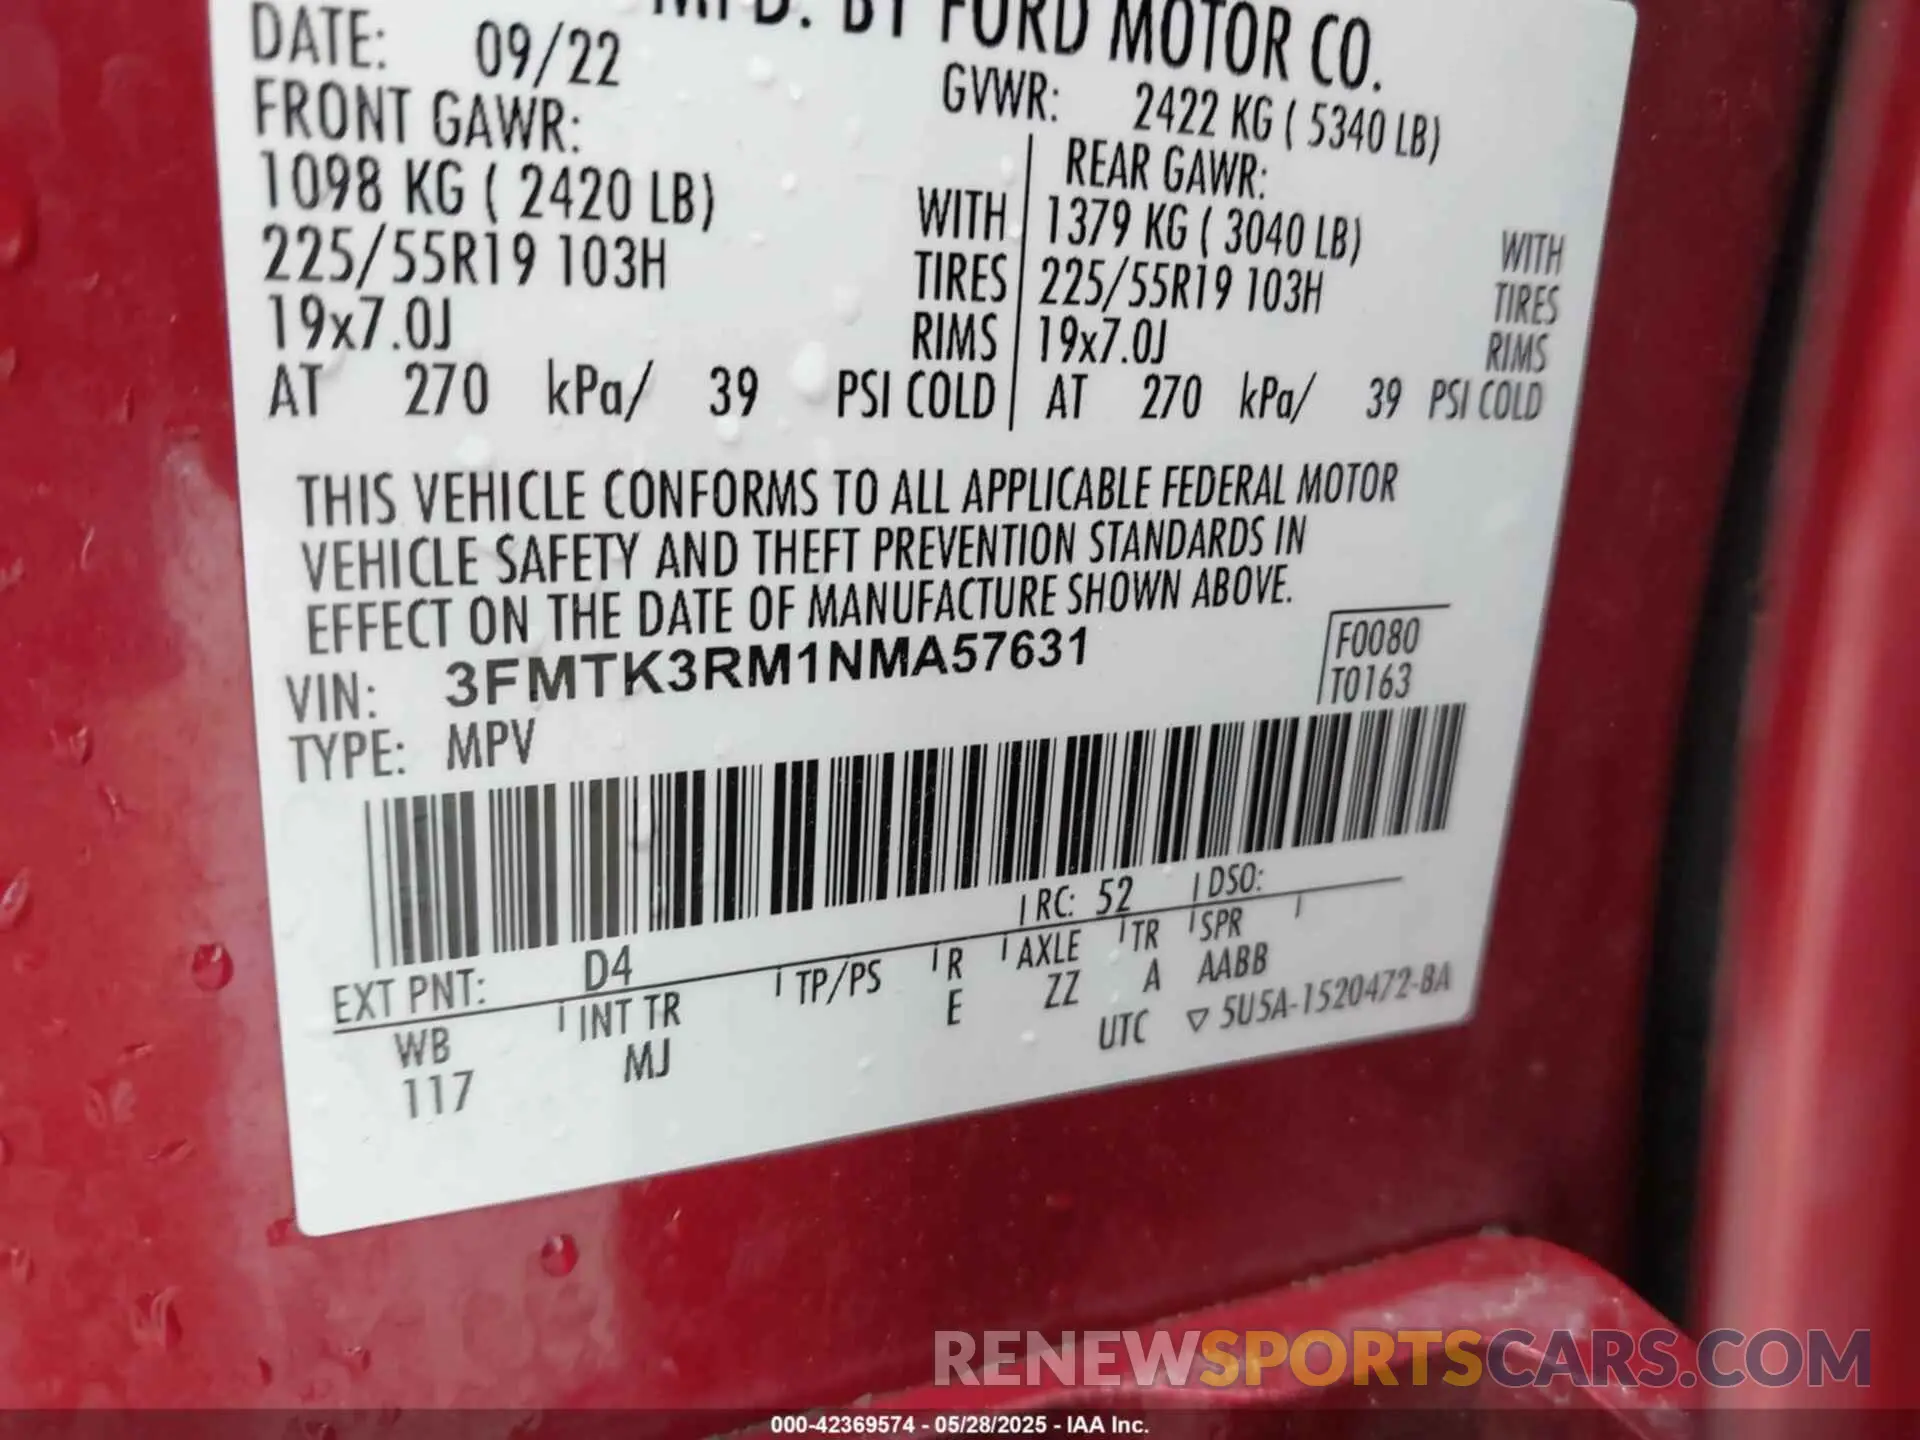 MFD. BY FORD MOTOR CO.
DATE: 09/22
GVWR: 2422 KG ( 5340 LB)
FRONT GAWR:
REAR GAWR:
1098 KG ( 2420 LB) WITH 1379 KG ( 3040 LB) WITH
225/55R19 103H TIRES 225/55R19 103H TIRES
19x7.0J RIMS 19x7.0J RIMS
AT 270 kPa/ 39 PSI COLD AT 270 kPa/ 39 PSI COLD
THIS VEHICLE CONFORMS TO ALL APPLICABLE FEDERAL MOTOR
VEHICLE SAFETY AND THEFT PREVENTION STANDARDS IN
EFFECT ON THE DATE OF MANUFACTURE SHOWN ABOVE.
VIN: 3FMTK3RM1NMA57631
F0080
T0163
TYPE: MPV
EXT PNT: D4 RC: 52 DSO:
WB INT TR TP/PS R AXLE TR SPR
117 MJ E ZZ A AABB
UTC ▽ 5U5A-1520472-BA
RENEWSPORTSCARS.COM
000-42369574 - 05/28/2025 - IAA Inc.